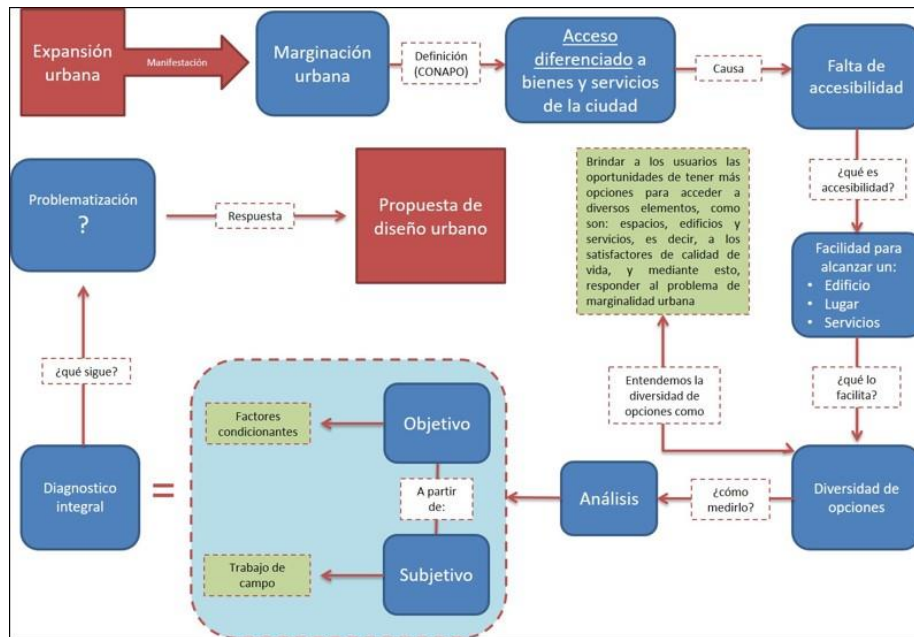 Expansión
urbana
Manifestación
Marginación
urbana
Definición
(CONAPO)
Acceso
diferenciado a
bienes y servicios
de la ciudad
Causa
Falta de
accesibilidad
¿qué es
accesibilidad?
Facilidad para
alcanzar un:
• Edificio
• Lugar
• Servicios
¿qué lo
facilita?
Diversidad de
opciones
Entendemos la
diversidad de
opciones como
Brindar a los usuarios las
oportunidades de tener más
opciones para acceder a
diversos elementos, como
son: espacios, edificios y
servicios, es decir, a los
satisfactores de calidad de
vida, y mediante esto,
responder al problema de
marginalidad urbana
¿cómo
medirlo?
Análisis
Objetivo
Factores
condicionantes
A partir
de:
Subjetivo
Trabajo de
campo
=
Diagnostico
integral
¿qué sigue?
Problematización
?
Respuesta
Propuesta de
diseño urbano